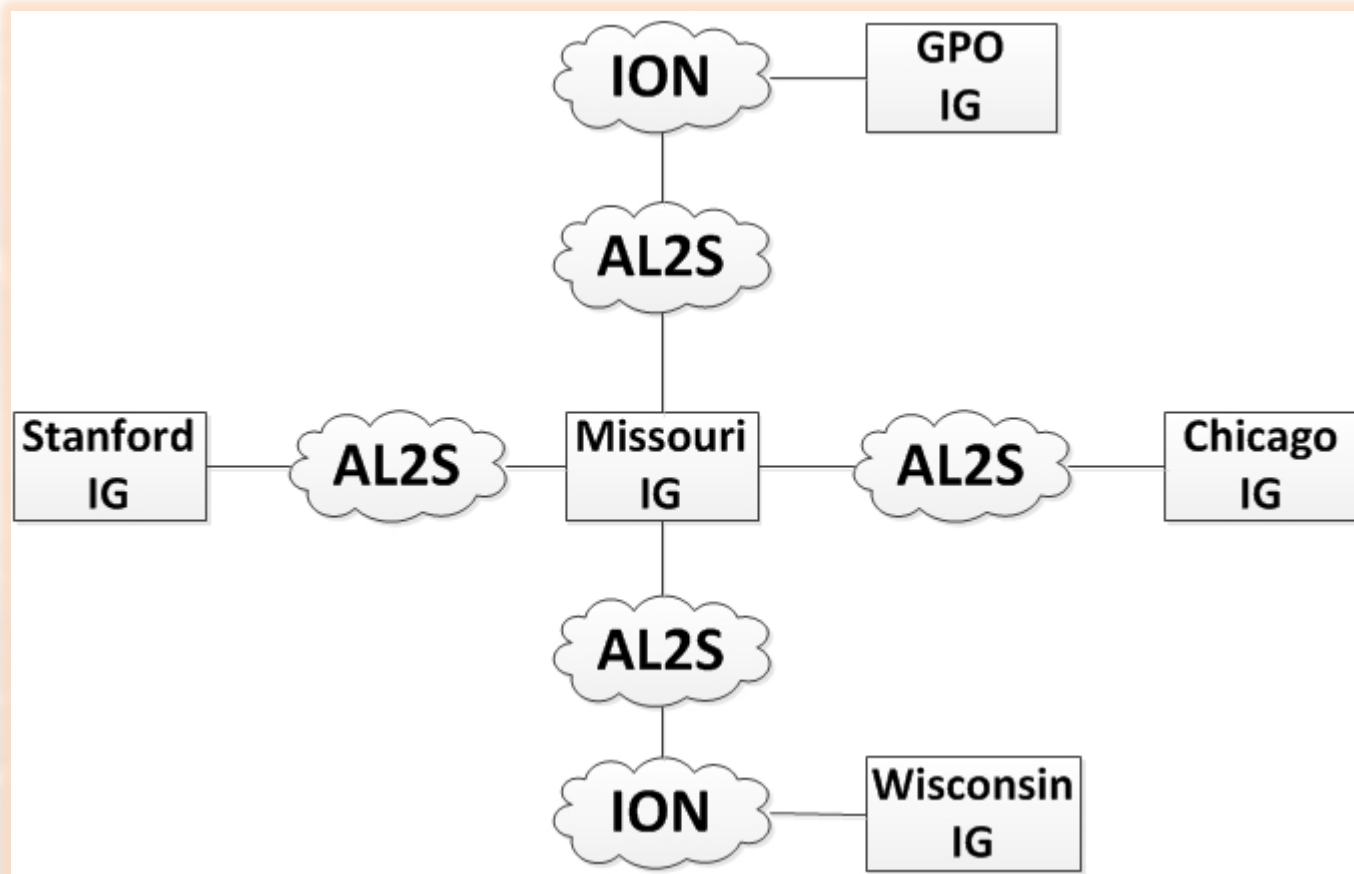 ION
GPO
IG
AL2S
Stanford
IG
AL2S
Missouri
IG
AL2S
Chicago
IG
AL2S
ION
Wisconsin
IG